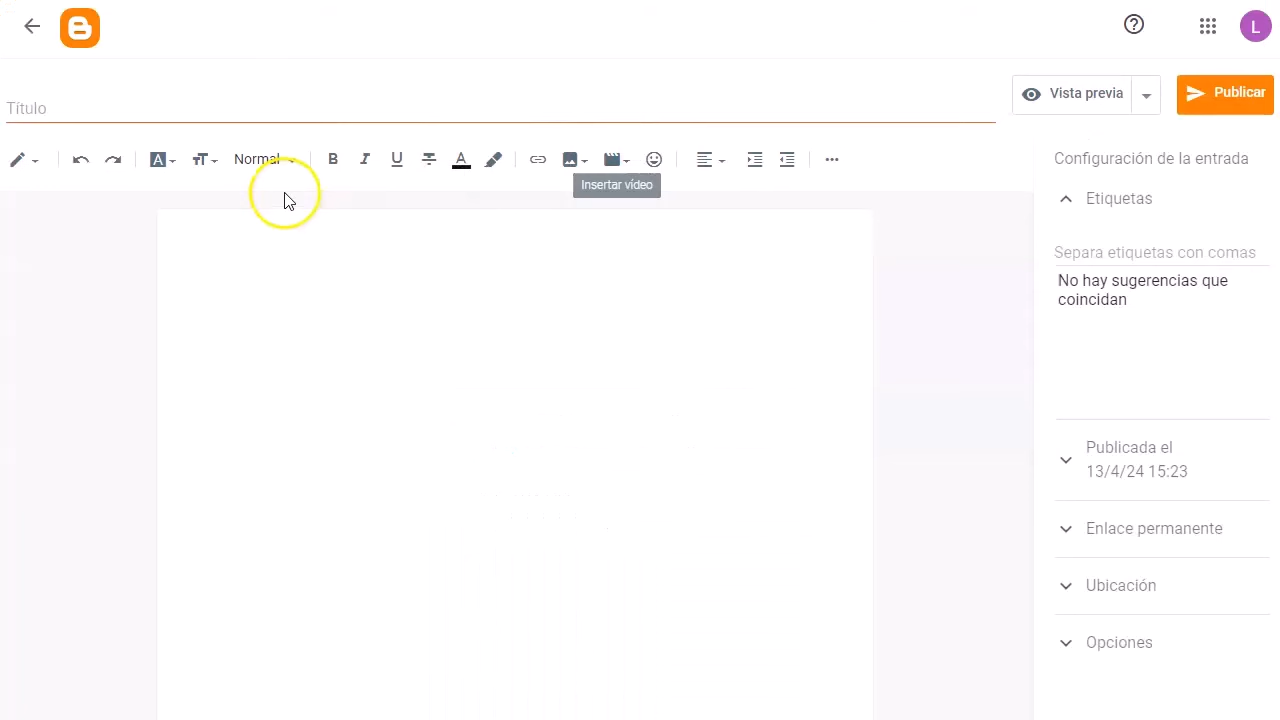 L
Título
Vista previa
Publicar
Normal
B I U A
Insertar vídeo
Configuración de la entrada
Etiquetas
Separa etiquetas con comas
No hay sugerencias que
coincidan
Publicada el
13/4/24 15:23
Enlace permanente
Ubicación
Opciones